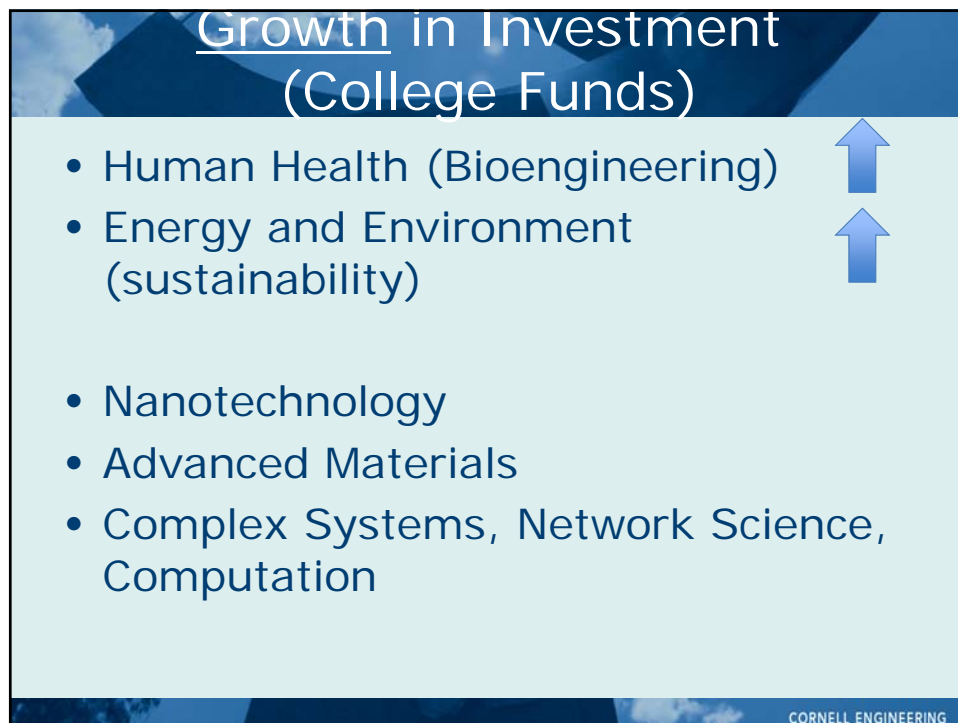 Growth in Investment
(College Funds)
• Human Health (Bioengineering)
• Energy and Environment
(sustainability)
• Nanotechnology
• Advanced Materials
• Complex Systems, Network Science,
Computation
CORNELL ENGINEERING